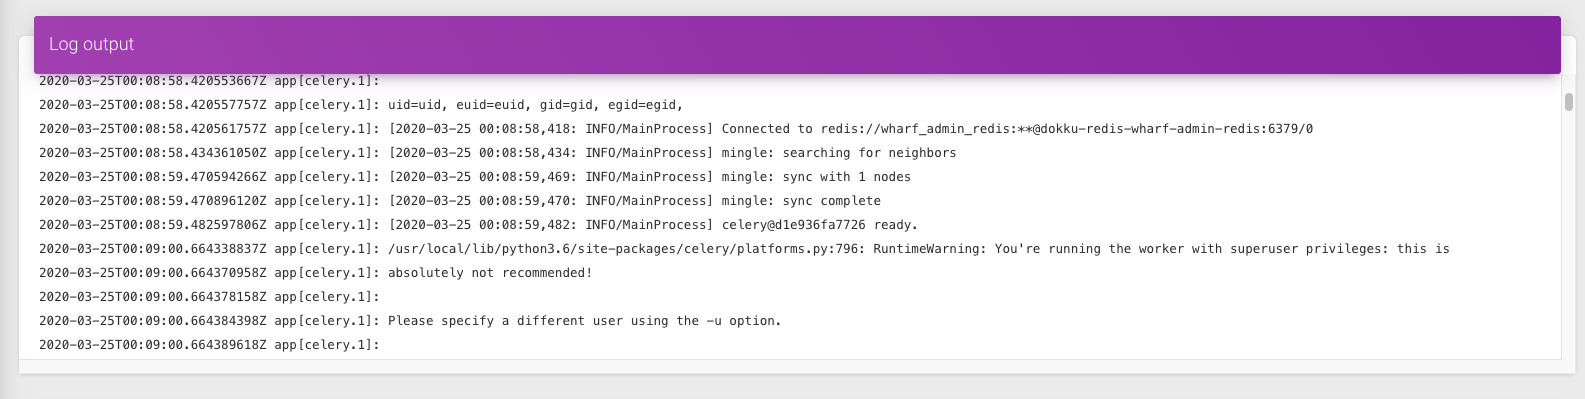 Log output
2020-03-25T00:08:58.420553667Z app[celery.1]:
2020-03-25T00:08:58.420557757Z app[celery.1]: uid=uid, euid=euid, gid=gid, egid=egid,
2020-03-25T00:08:58.420561757Z app[celery.1]: [2020-03-25 00:08:58,418: INFO/MainProcess] Connected to redis://wharf_admin_redis:**@dokku-redis-wharf-admin-redis:6379/0
2020-03-25T00:08:58.434361050Z app[celery.1]: [2020-03-25 00:08:58,434: INFO/MainProcess] mingle: searching for neighbors
2020-03-25T00:08:59.470594266Z app[celery.1]: [2020-03-25 00:08:59,469: INFO/MainProcess] mingle: sync with 1 nodes
2020-03-25T00:08:59.470896120Z app[celery.1]: [2020-03-25 00:08:59,470: INFO/MainProcess] mingle: sync complete
2020-03-25T00:08:59.482597806Z app[celery.1]: [2020-03-25 00:08:59,482: INFO/MainProcess] celery@d1e936fa7726 ready.
2020-03-25T00:09:00.664338837Z app[celery.1]: /usr/local/lib/python3.6/site-packages/celery/platforms.py:796: RuntimeWarning: You're running the worker with superuser privileges: this is
2020-03-25T00:09:00.664370958Z app[celery.1]: absolutely not recommended!
2020-03-25T00:09:00.664378158Z app[celery.1]:
2020-03-25T00:09:00.664384398Z app[celery.1]: Please specify a different user using the -u option.
2020-03-25T00:09:00.664389618Z app[celery.1]: